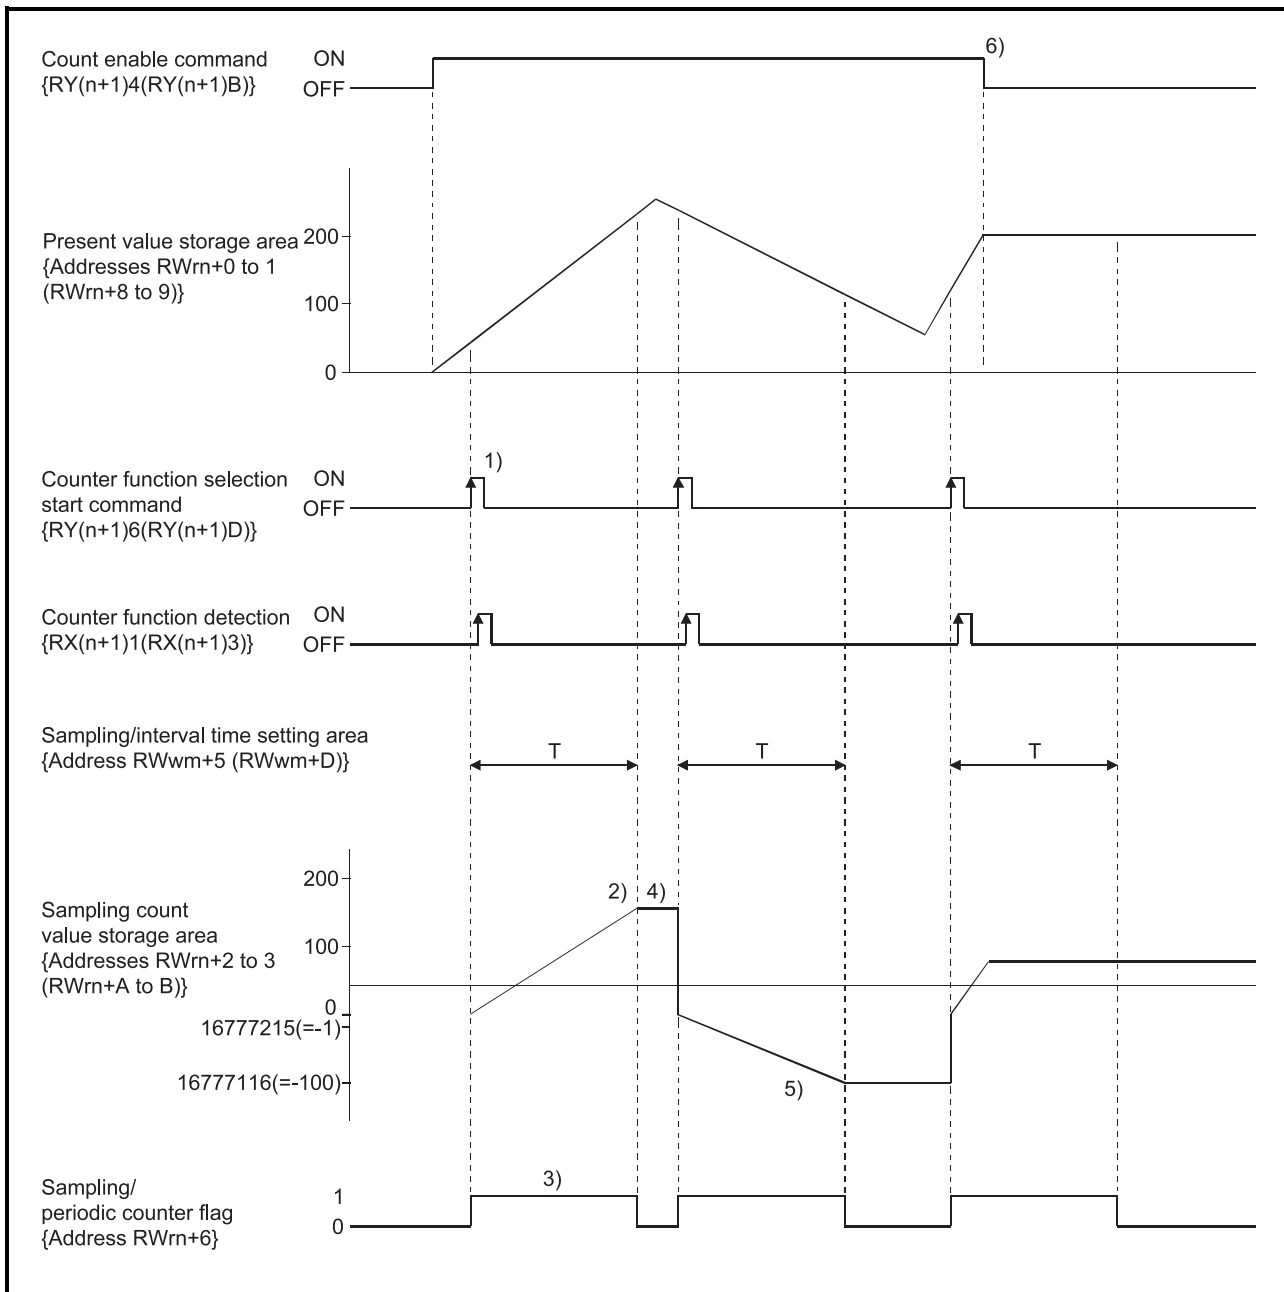 Count enable command
{RY(n+1)4(RY(n+1)B)}
ON
OFF
6)
Present value storage area
{Addresses RWrn+0 to 1
(RWrn+8 to 9)}
200
100
0
Counter function selection
start command
{RY(n+1)6(RY(n+1)D)}
ON
OFF
1)
Counter function detection
{RX(n+1)1(RX(n+1)3)}
ON
OFF
Sampling/interval time setting area
{Address RWwm+5 (RWwm+D)}
T
T
T
Sampling count
value storage area
{Addresses RWrn+2 to 3
(RWrn+A to B)}
200
100
0
16777215(=-1)
16777116(=-100)
2)
4)
5)
Sampling/
periodic counter flag
{Address RWrn+6}
1
0
3)